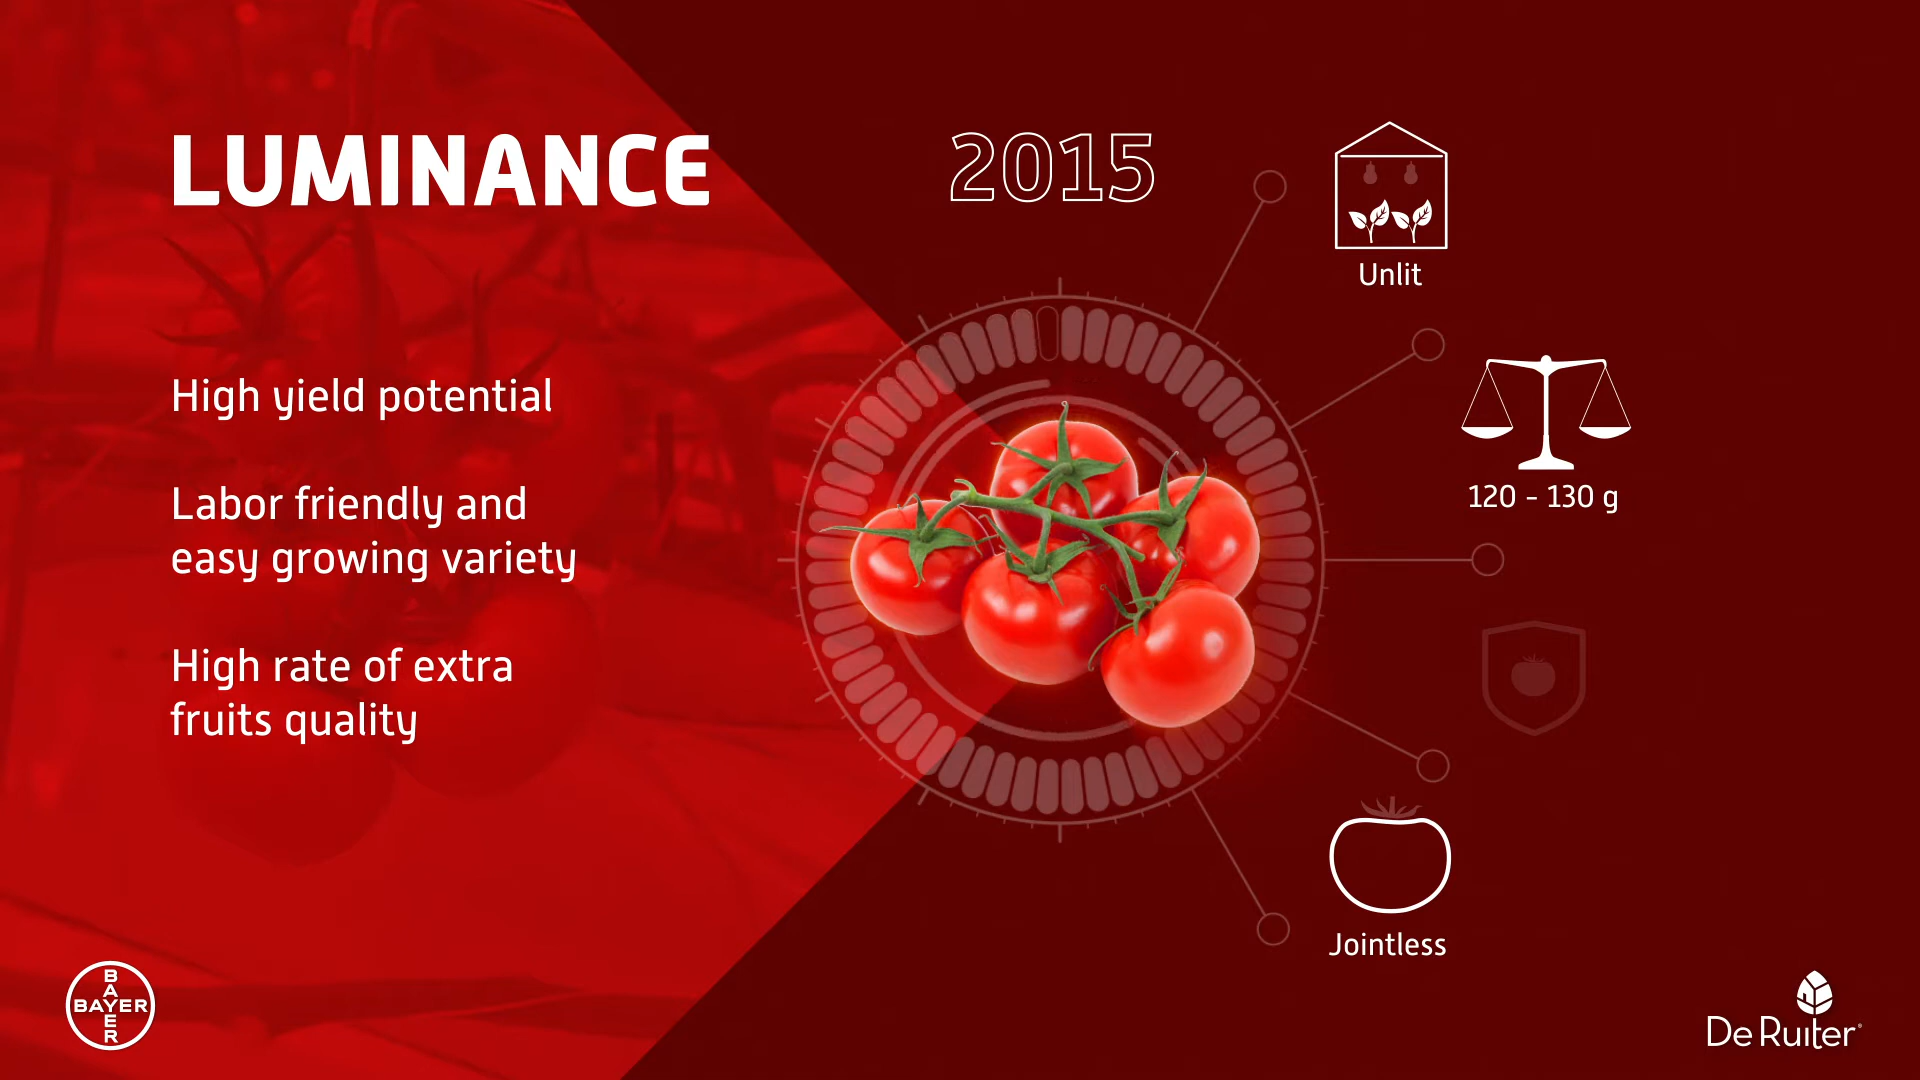 LUMINANCE
2015
Unlit
High yield potential
120 - 130 g
Labor friendly and
easy growing variety
High rate of extra
fruits quality
Jointless
BAYER
BAYER
De Ruiter